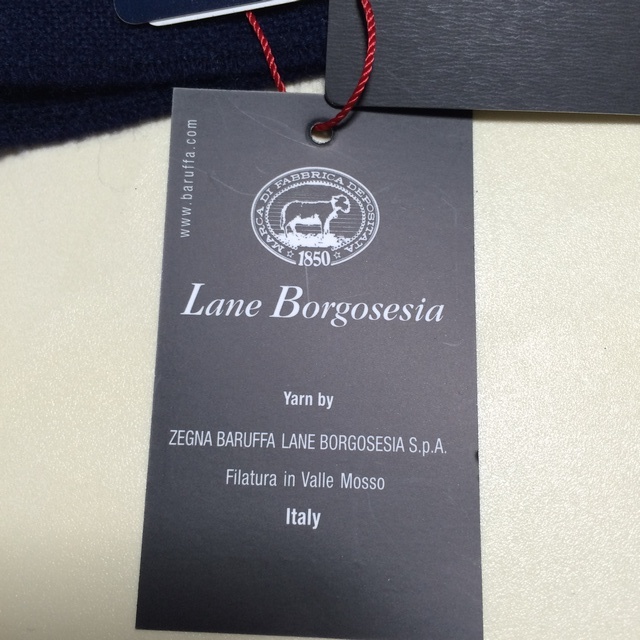 www.baruffa.com
MARCA DI FABBRICA DEPOSITATA
1850
Lane Borgosesia
Yarn by
ZEGNA BARUFFA LANE BORGOSESIA S.p.A.
Filatura in Valle Mosso
Italy